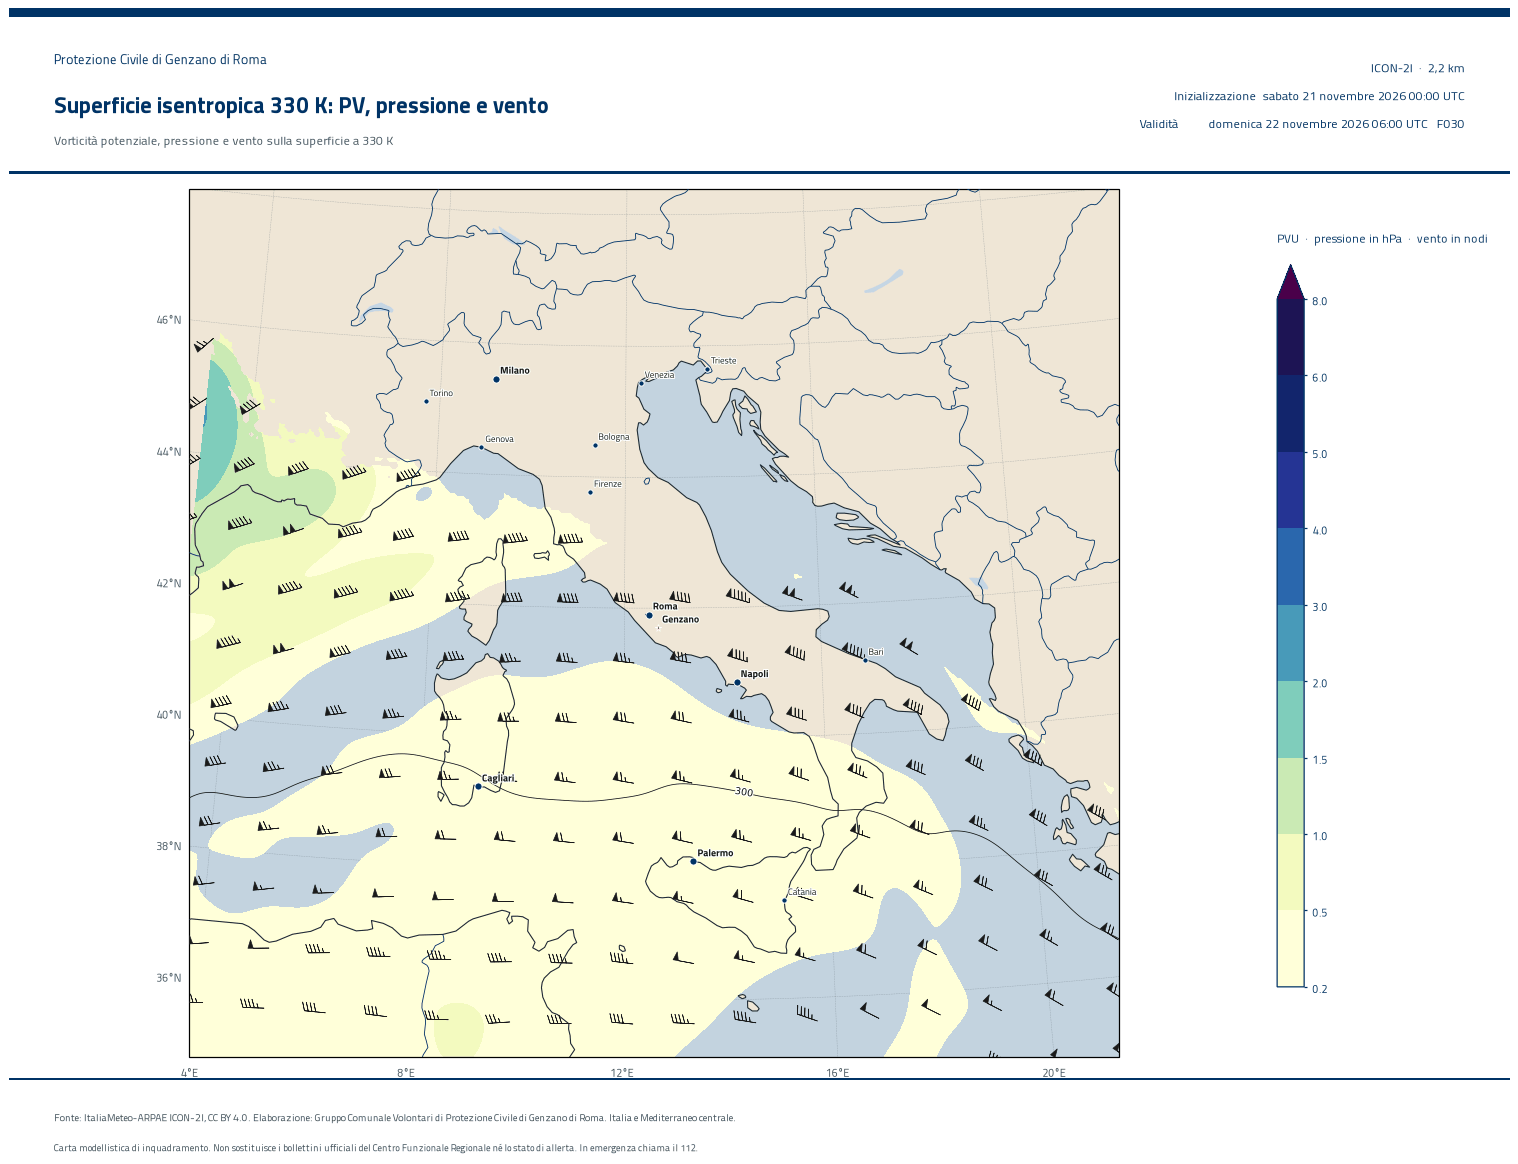 Protezione Civile di Genzano di Roma
Superficie isentropica 330 K: PV, pressione e vento
Vorticità potenziale, pressione e vento sulla superficie a 330 K
ICON-2I · 2,2 km
Inizializzazione sabato 21 novembre 2026 00:00 UTC
Validità domenica 22 novembre 2026 06:00 UTC F030
PVU · pressione in hPa · vento in nodi
8.0
6.0
5.0
4.0
3.0
2.0
1.5
1.0
0.5
0.2
46°N
44°N
42°N
40°N
38°N
36°N
4°E
8°E
12°E
16°E
20°E
Trieste
Venezia
Milano
Torino
Genova
Bologna
Firenze
Roma
Genzano
Bari
Napoli
Cagliari
300
Palermo
Catania
Fonte: ItaliaMeteo-ARPAE ICON-2I, CC BY 4.0. Elaborazione: Gruppo Comunale Volontari di Protezione Civile di Genzano di Roma. Italia e Mediterraneo centrale.
Carta modellistica di inquadramento. Non sostituisce i bollettini ufficiali del Centro Funzionale Regionale né lo stato di allerta. In emergenza chiama il 112.